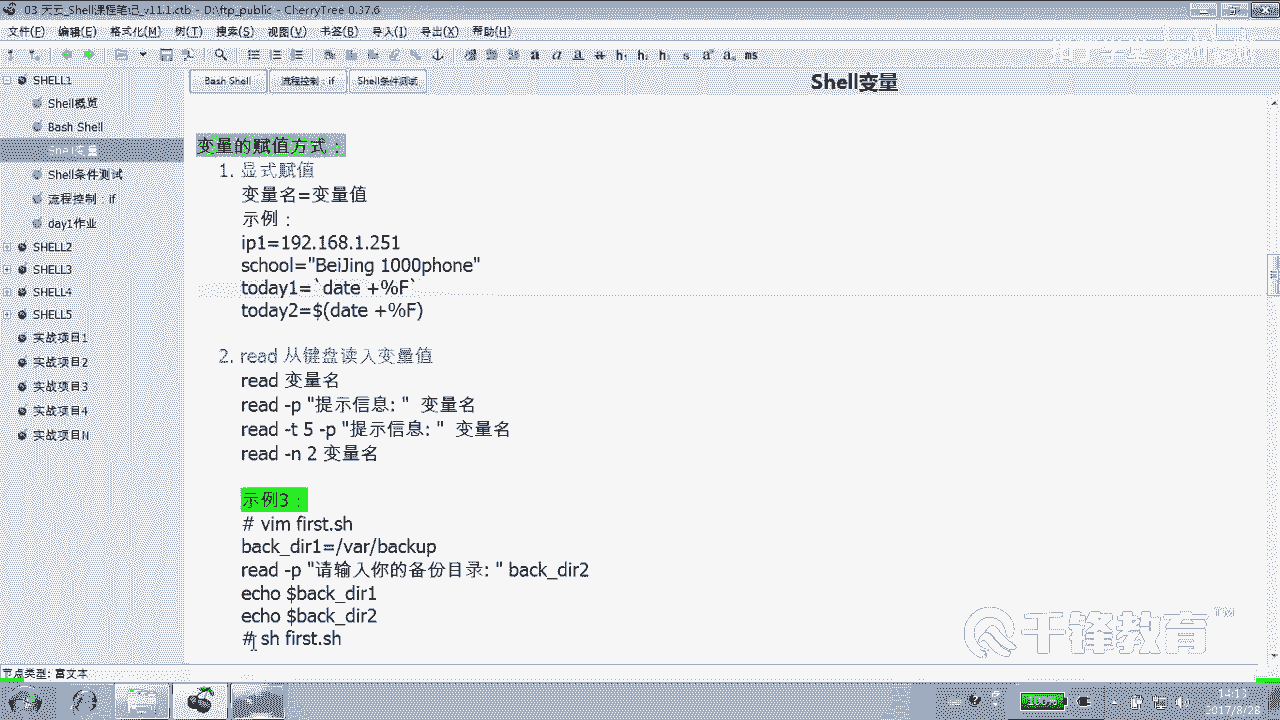 03 天云_Shell课程笔记_v11.1.ctb - D:\ftp_public - CherryTree 0.37.6
文件(F) 编辑(E) 格式化(M) 树(T) 搜索(S) 视图(V) 书签(B) 导入(I) 导出(X) 帮助(H)
SHELL1
Shell概览
Bash Shell
Shell变量
Shell条件测试
流程控制：if
day1作业
SHELL2
SHELL3
SHELL4
SHELL5
实战项目1
实战项目2
实战项目3
实战项目4
实战项目N
Bash Shell 流程控制：if Shell条件测试 Shell变量
变量的赋值方式：
1. 显式赋值
变量名=变量值
示例：
ip1=192.168.1.251
school="BeiJing 1000phone"
today1=`date +%F`
today2=$(date +%F)
2. read 从键盘读入变量值
read 变量名
read -p "提示信息: " 变量名
read -t 5 -p "提示信息: " 变量名
read -n 2 变量名
示例3：
# vim first.sh
back_dir1=/var/backup
read -p "请输入你的备份目录: " back_dir2
echo $back_dir1
echo $back_dir2
# sh first.sh
千锋教育™
节点类型: 富文本
100%
14:13
2017/8/28